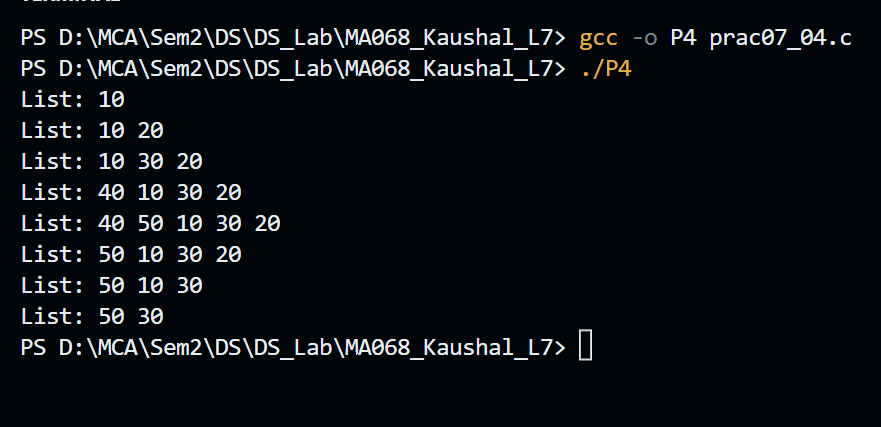 PS D:\MCA\Sem2\DS\DS_Lab\MA068_Kaushal_L7> gcc -o P4 prac07_04.c
PS D:\MCA\Sem2\DS\DS_Lab\MA068_Kaushal_L7> ./P4
List: 10
List: 10 20
List: 10 30 20
List: 40 10 30 20
List: 40 50 10 30 20
List: 50 10 30 20
List: 50 10 30
List: 50 30
PS D:\MCA\Sem2\DS\DS_Lab\MA068_Kaushal_L7>